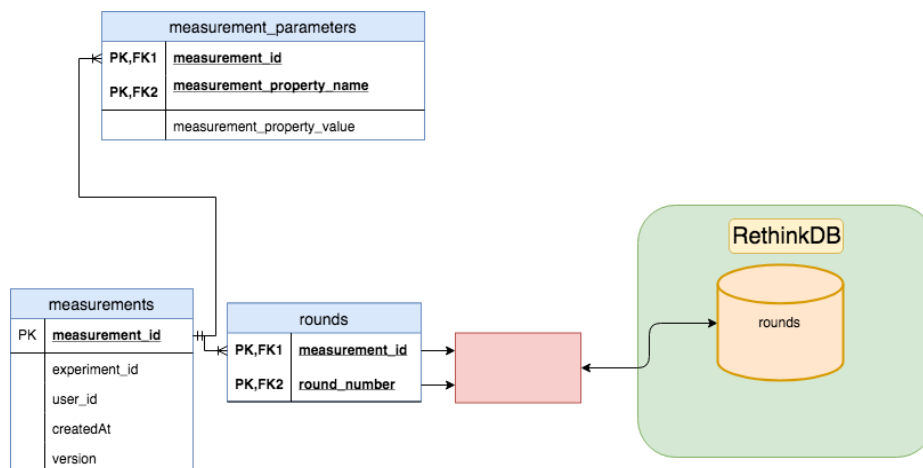 measurement_parameters
PK,FK1 measurement_id
PK,FK2 measurement_property_name
measurement_property_value
RethinkDB
rounds
measurements
PK measurement_id
experiment_id
user_id
createdAt
version
rounds
PK,FK1 measurement_id
PK,FK2 round_number